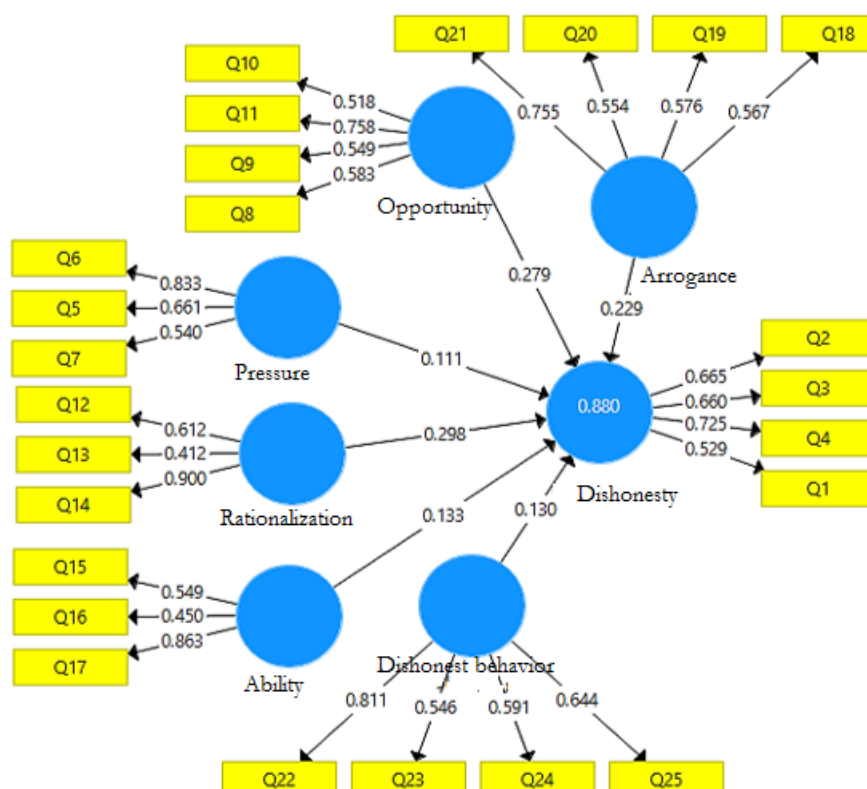 Q21
Q20
Q19
Q18
Q10
Q11
Q9
Q8
0.518
0.758
0.549
0.583
0.755
0.554
0.576
0.567
Opportunity
Arrogance
Q6
Q5
Q7
0.833
0.661
0.540
0.279
0.229
Pressure
0.111
Q12
Q13
Q14
0.612
0.412
0.900
0.298
Rationalization
0.880
Dishonesty
0.665
0.660
0.725
0.529
Q2
Q3
Q4
Q1
0.133
0.130
Q15
Q16
Q17
0.549
0.450
0.863
Ability
Dishonest behavior
0.811
0.546
0.591
0.644
Q22
Q23
Q24
Q25